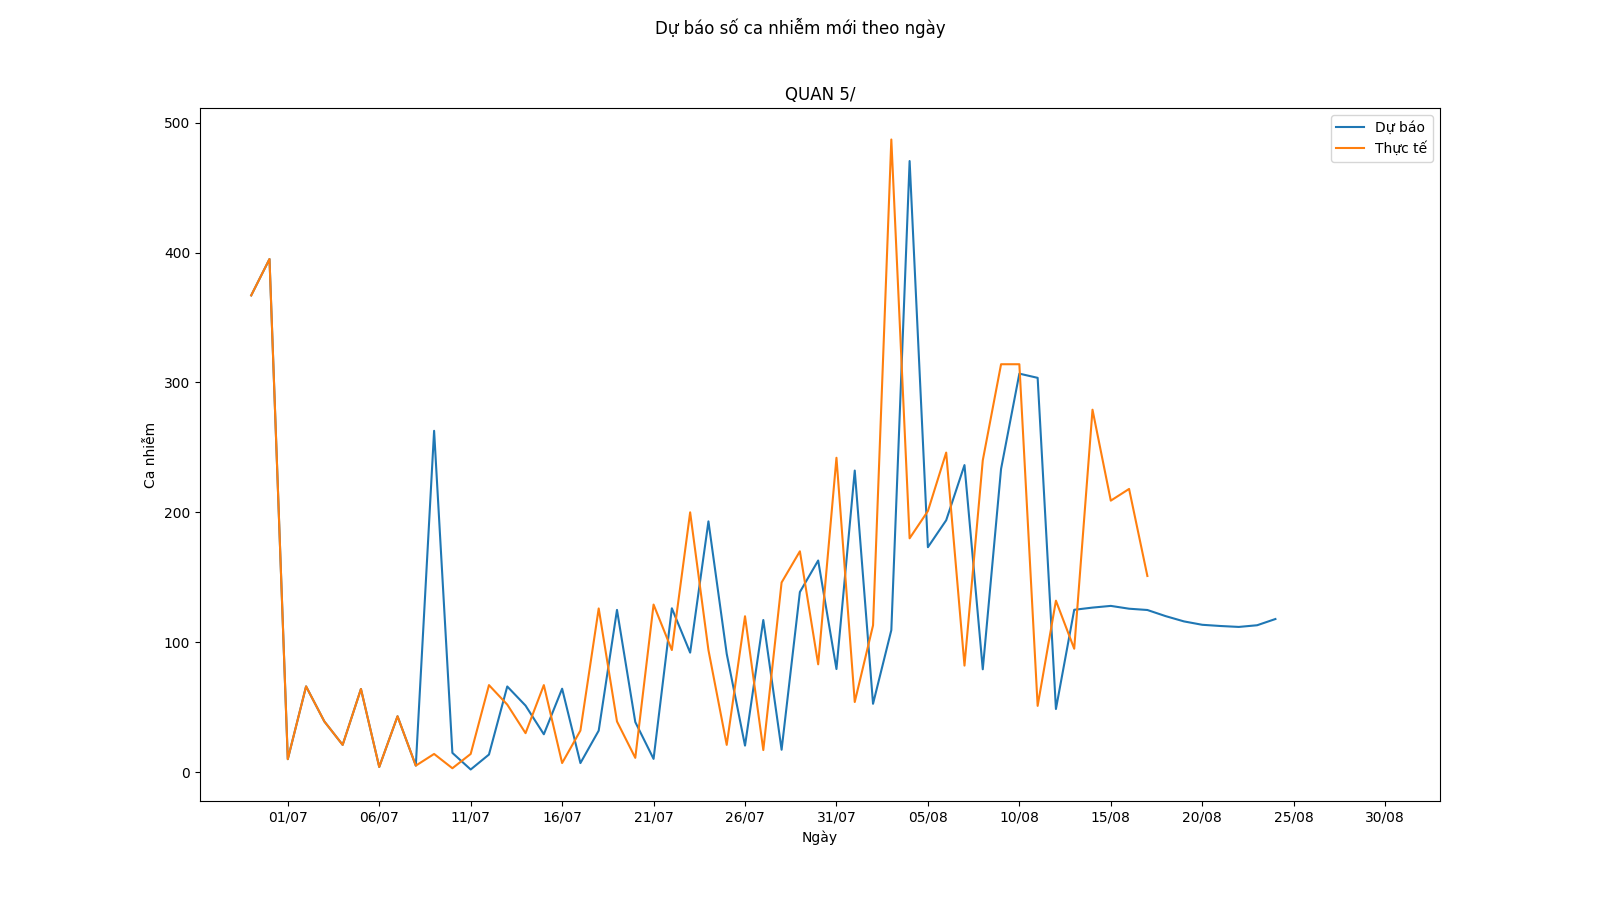 Dự báo số ca nhiễm mới theo ngày
QUAN 5/
Dự báo
Thực tế
Ca nhiễm
500
400
300
200
100
0
01/07 06/07 11/07 16/07 21/07 26/07 31/07 05/08 10/08 15/08 20/08 25/08 30/08
Ngày